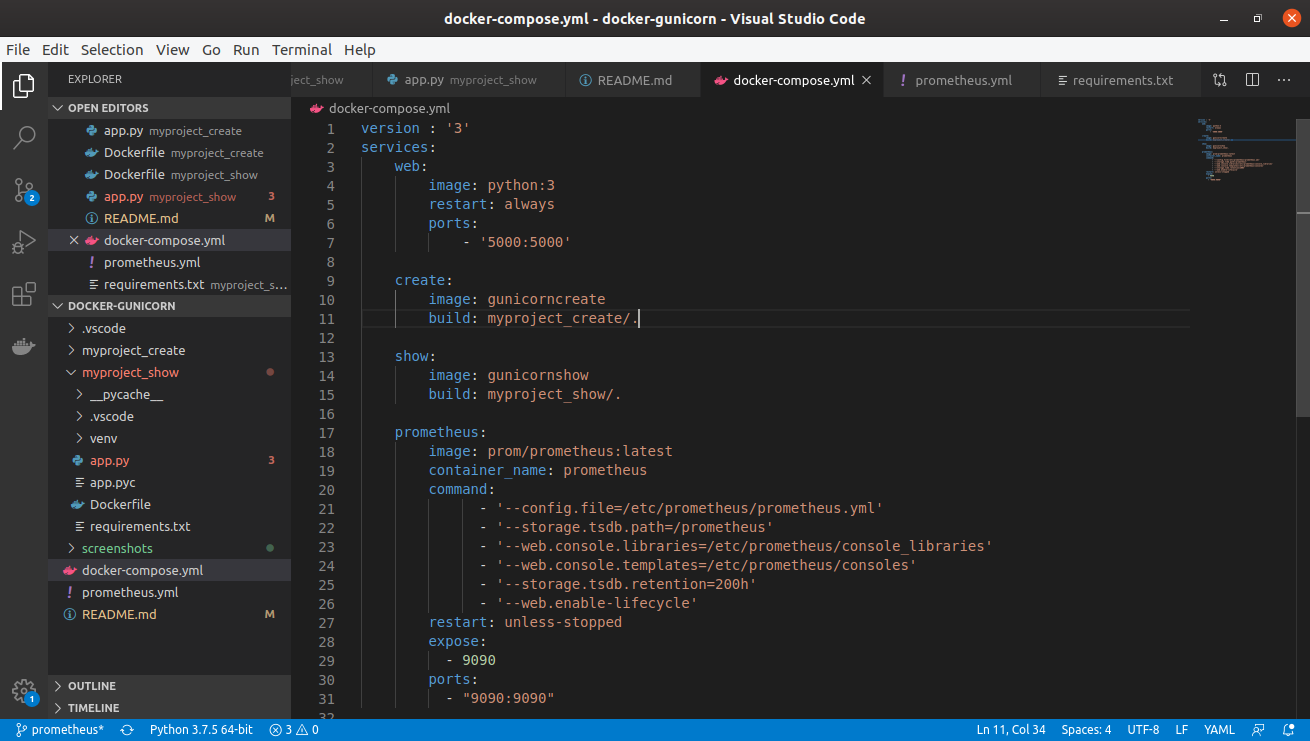 docker-compose.yml - docker-gunicorn - Visual Studio Code
File Edit Selection View Go Run Terminal Help
EXPLORER
ject_show
app.py myproject_show
README.md
docker-compose.yml
! prometheus.yml
requirements.txt
OPEN EDITORS
app.py myproject_create
Dockerfile myproject_create
Dockerfile myproject_show
app.py myproject_show 3
README.md M
docker-compose.yml
! prometheus.yml
requirements.txt myproject_s...
DOCKER-GUNICORN
.vscode
myproject_create
myproject_show
__pycache__
.vscode
venv
app.py 3
app.pyc
Dockerfile
requirements.txt
screenshots
docker-compose.yml
! prometheus.yml
README.md M
OUTLINE
TIMELINE
2
1
docker-compose.yml
1 version : '3'
2 services:
3 web:
4 image: python:3
5 restart: always
6 ports:
7 - '5000:5000'
8
9 create:
10 image: gunicorncreate
11 build: myproject_create/.
12
13 show:
14 image: gunicornshow
15 build: myproject_show/.
16
17 prometheus:
18 image: prom/prometheus:latest
19 container_name: prometheus
20 command:
21 - '--config.file=/etc/prometheus/prometheus.yml'
22 - '--storage.tsdb.path=/prometheus'
23 - '--web.console.libraries=/etc/prometheus/console_libraries'
24 - '--web.console.templates=/etc/prometheus/consoles'
25 - '--storage.tsdb.retention=200h'
26 - '--web.enable-lifecycle'
27 restart: unless-stopped
28 expose:
29 - 9090
30 ports:
31 - "9090:9090"
32
prometheus* Python 3.7.5 64-bit 3 0 Ln 11, Col 34 Spaces: 4 UTF-8 LF YAML